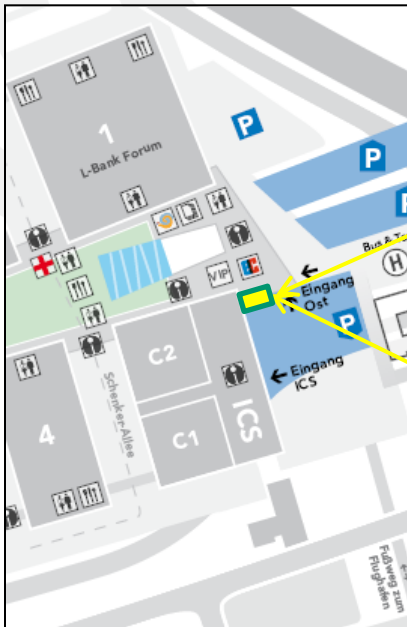 P
1
L-Bank Forum
P
P
Bus & T
H
VIP
Eingang
Ost
P
C2
Eingang
ICS
Schenker-Allee
ICS
4
C1
Fußweg zum
Flughafen